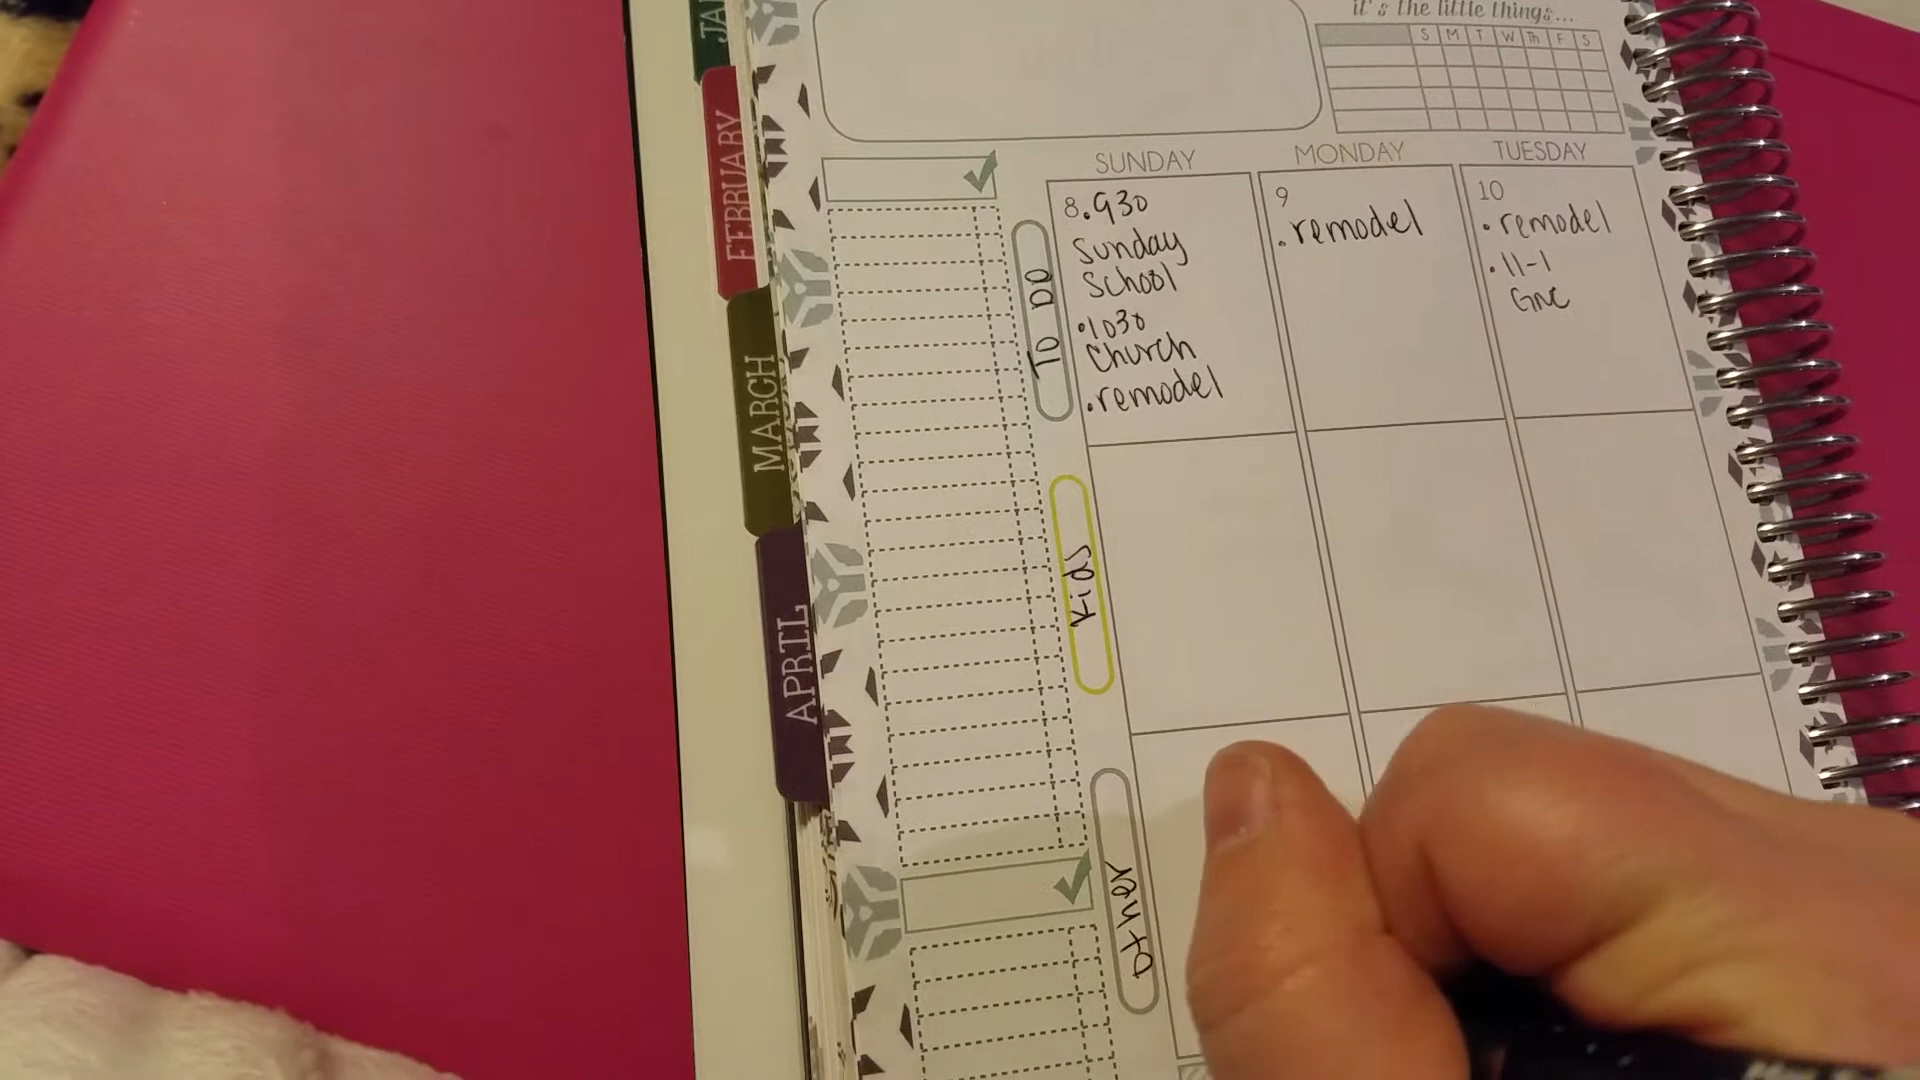 it's the little things...
S M T W Th F S
JA
FEBRUARY
MARCH
APRIL
SUNDAY
MONDAY
TUESDAY
TO DO
8 .930
Sunday
School
.1030
Church
.remodel
9
.remodel
10
.remodel
.11-1
GNC
Kids
Other